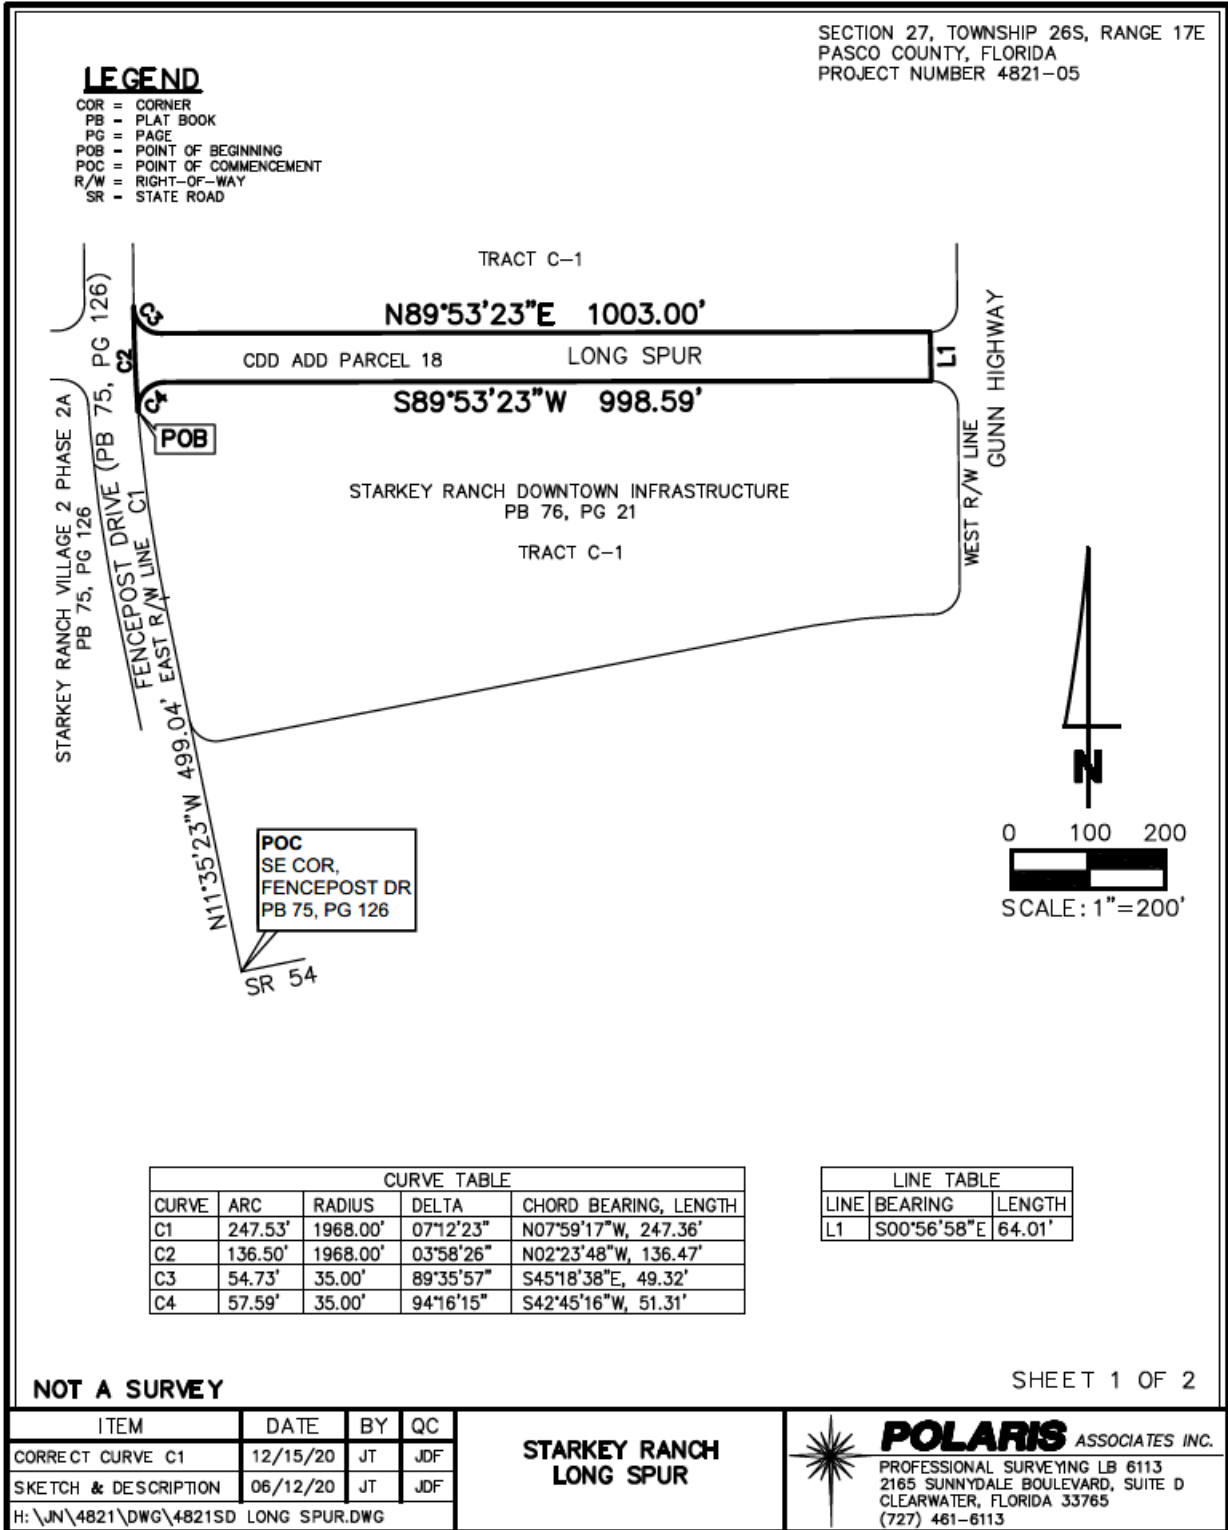 SECTION 27, TOWNSHIP 26S, RANGE 17E
PASCO COUNTY, FLORIDA
PROJECT NUMBER 4821-05
LEGEND
COR = CORNER
PB - PLAT BOOK
PG = PAGE
POB - POINT OF BEGINNING
POC = POINT OF COMMENCEMENT
R/W = RIGHT-OF-WAY
SR - STATE ROAD
TRACT C-1
N89°53'23"E 1003.00'
C3
C2
CDD ADD PARCEL 18
LONG SPUR
L1
C4
S89°53'23"W 998.59'
POB
GUNN HIGHWAY
WEST R/W LINE
STARKEY RANCH VILLAGE 2 PHASE 2A
PB 75, PG 126
FENCEPOST DRIVE (PB 75, PG 126)
EAST R/W LINE C1
STARKEY RANCH DOWNTOWN INFRASTRUCTURE
PB 76, PG 21
TRACT C-1
N11°35'23"W 499.04'
POC
SE COR,
FENCEPOST DR
PB 75, PG 126
SR 54
N
0 100 200
SCALE: 1"=200'
CURVE TABLE
CURVE ARC RADIUS DELTA CHORD BEARING, LENGTH
C1 247.53' 1968.00' 07°12'23" N07°59'17"W, 247.36'
C2 136.50' 1968.00' 03°58'26" N02°23'48"W, 136.47'
C3 54.73' 35.00' 89°35'57" S45°18'38"E, 49.32'
C4 57.59' 35.00' 94°16'15" S42°45'16"W, 51.31'
LINE TABLE
LINE BEARING LENGTH
L1 S00°56'58"E 64.01'
NOT A SURVEY
SHEET 1 OF 2
ITEM DATE BY QC
CORRECT CURVE C1 12/15/20 JT JDF
SKETCH & DESCRIPTION 06/12/20 JT JDF
H:\JN\4821\DWG\4821SD LONG SPUR.DWG
STARKEY RANCH
LONG SPUR
POLARIS ASSOCIATES INC.
PROFESSIONAL SURVEYING LB 6113
2165 SUNNYDALE BOULEVARD, SUITE D
CLEARWATER, FLORIDA 33765
(727) 461-6113